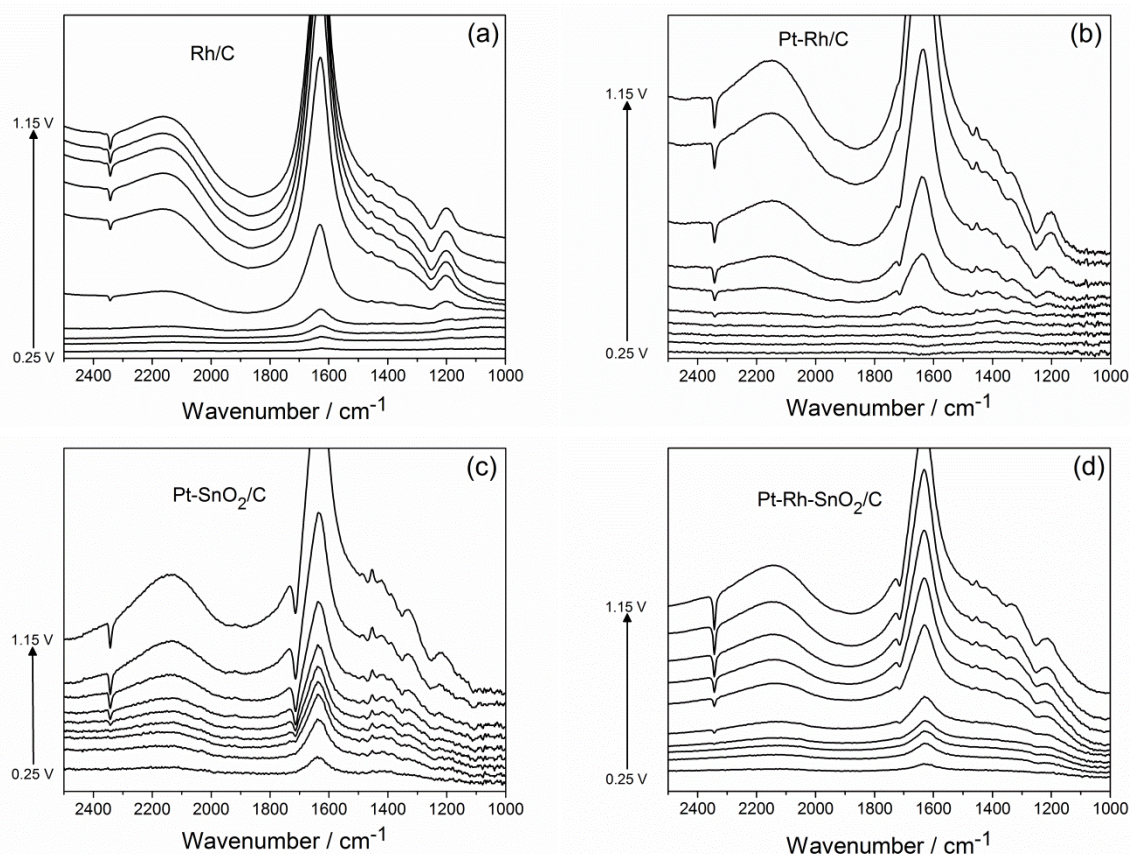 (a)
Rh/C
1.15 V
0.25 V
2400 2200 2000 1800 1600 1400 1200 1000
Wavenumber / cm⁻¹
(b)
Pt-Rh/C
1.15 V
0.25 V
2400 2200 2000 1800 1600 1400 1200 1000
Wavenumber / cm⁻¹
(c)
Pt-SnO₂/C
1.15 V
0.25 V
2400 2200 2000 1800 1600 1400 1200 1000
Wavenumber / cm⁻¹
(d)
Pt-Rh-SnO₂/C
1.15 V
0.25 V
2400 2200 2000 1800 1600 1400 1200 1000
Wavenumber / cm⁻¹